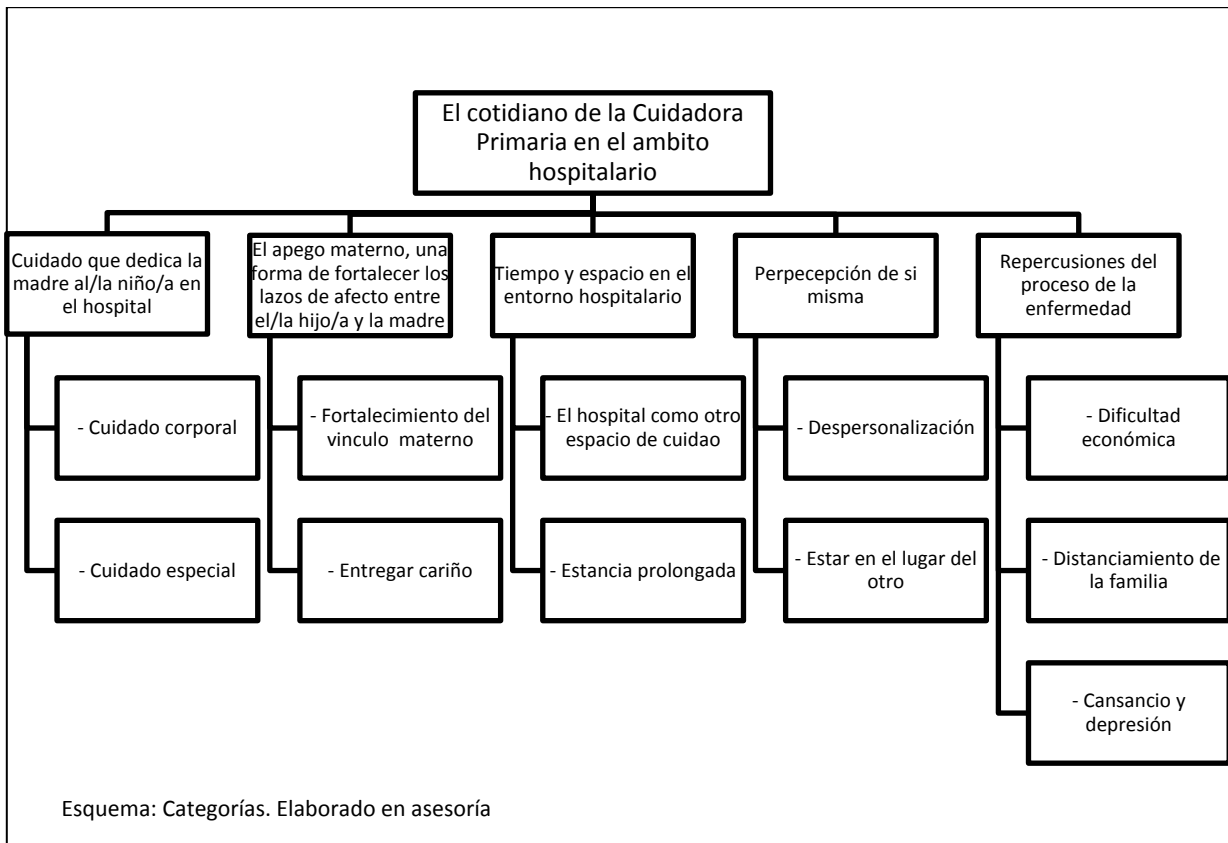 El cotidiano de la Cuidadora
Primaria en el ambito
hospitalario
Cuidado que dedica la
madre al/la niño/a en
el hospital
El apego materno, una
forma de fortalecer los
lazos de afecto entre
el/la hijo/a y la madre
Tiempo y espacio en el
entorno hospitalario
Perpecepción de si
misma
Repercusiones del
proceso de la
enfermedad
- Cuidado corporal
- Fortalecimiento del
vinculo materno
- El hospital como otro
espacio de cuidao
- Despersonalización
- Dificultad
económica
- Cuidado especial
- Entregar cariño
- Estancia prolongada
- Estar en el lugar del
otro
- Distanciamiento de
la familia
- Cansancio y
depresión
Esquema: Categorías. Elaborado en asesoría